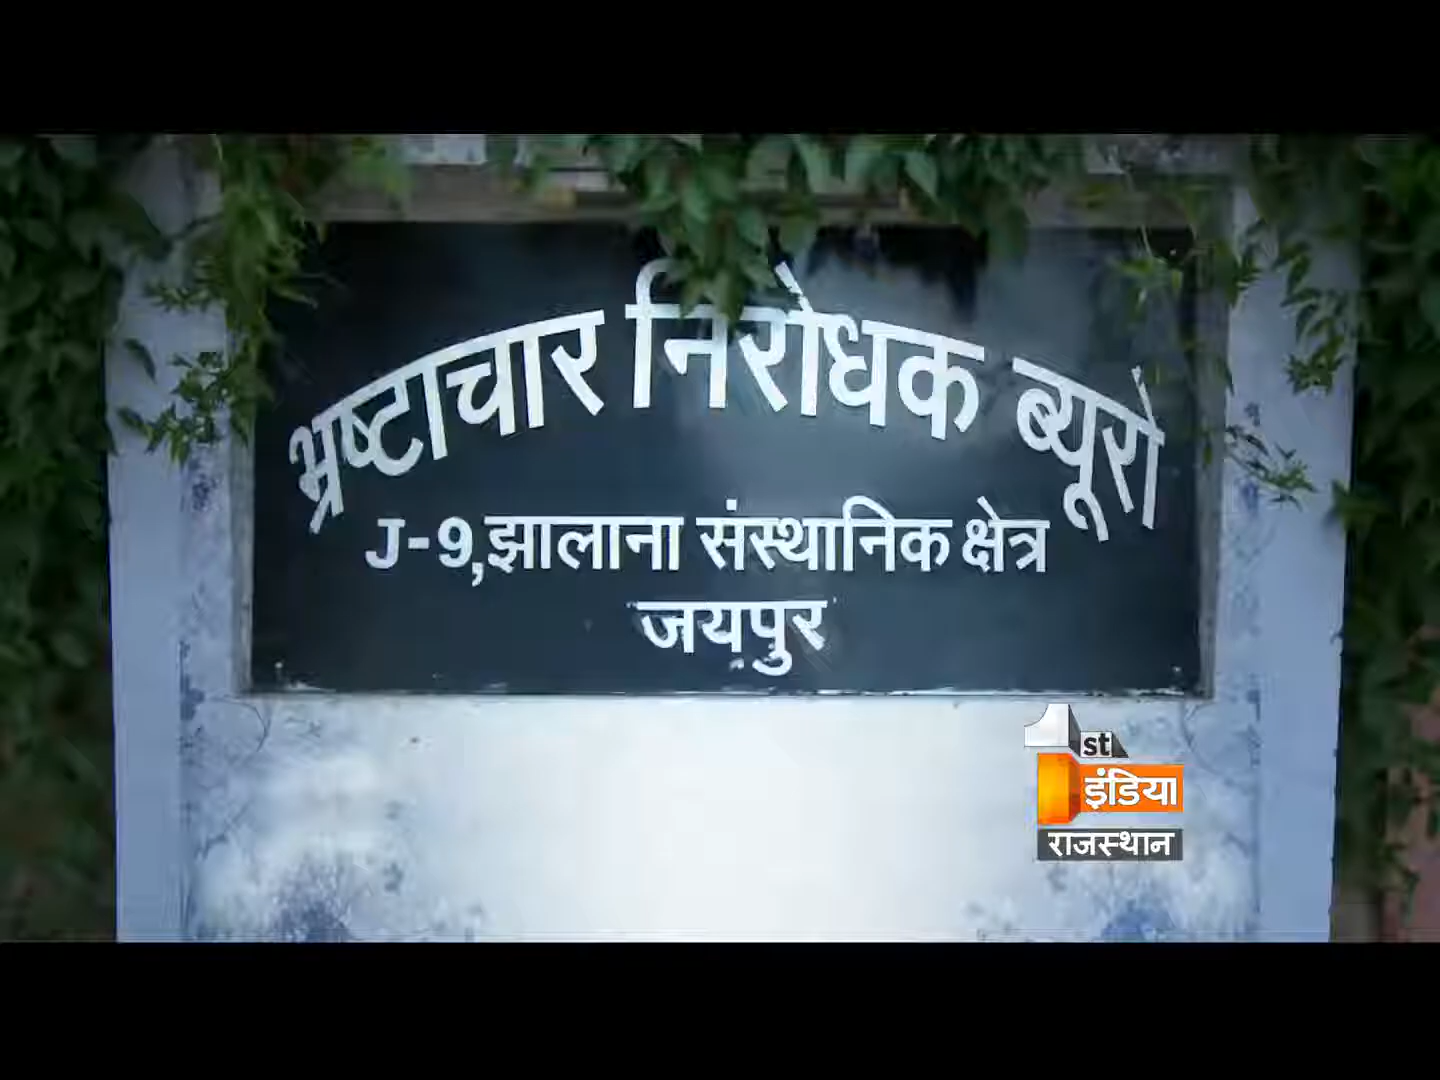 भ्रष्टाचार निरोधक ब्यूरो
J-9,झालाना संस्थानिक क्षेत्र
जयपुर
1st
इंडिया
राजस्थान